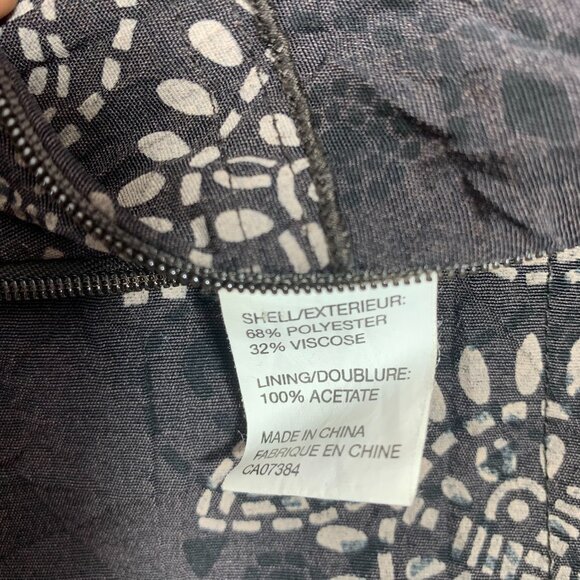 SHELL/EXTERIEUR:
68% POLYESTER
32% VISCOSE
LINING/DOUBLURE:
100% ACETATE
MADE IN CHINA
FABRIQUE EN CHINE
CA07384